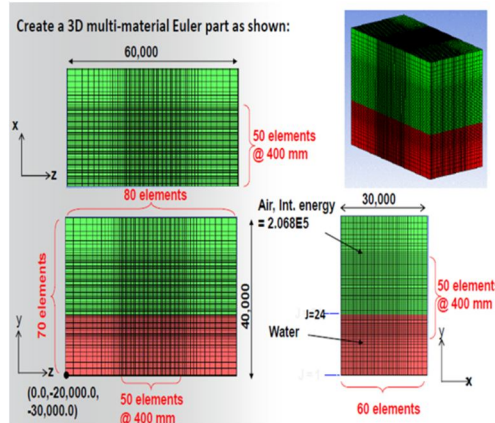 Create a 3D multi-material Euler part as shown:
60,000
x
z
50 elements
@ 400 mm
80 elements
Air, Int. energy
= 2.068E5
30,000
70 elements
40,000
50 element
@ 400 mm
J=24
y
Water
y
z
x
(0.0,-20,000.0,
-30,000.0)
50 elements
@ 400 mm
60 elements